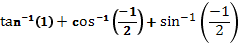 tan⁻¹(1) + cos⁻¹(-1/2) + sin⁻¹(-1/2)